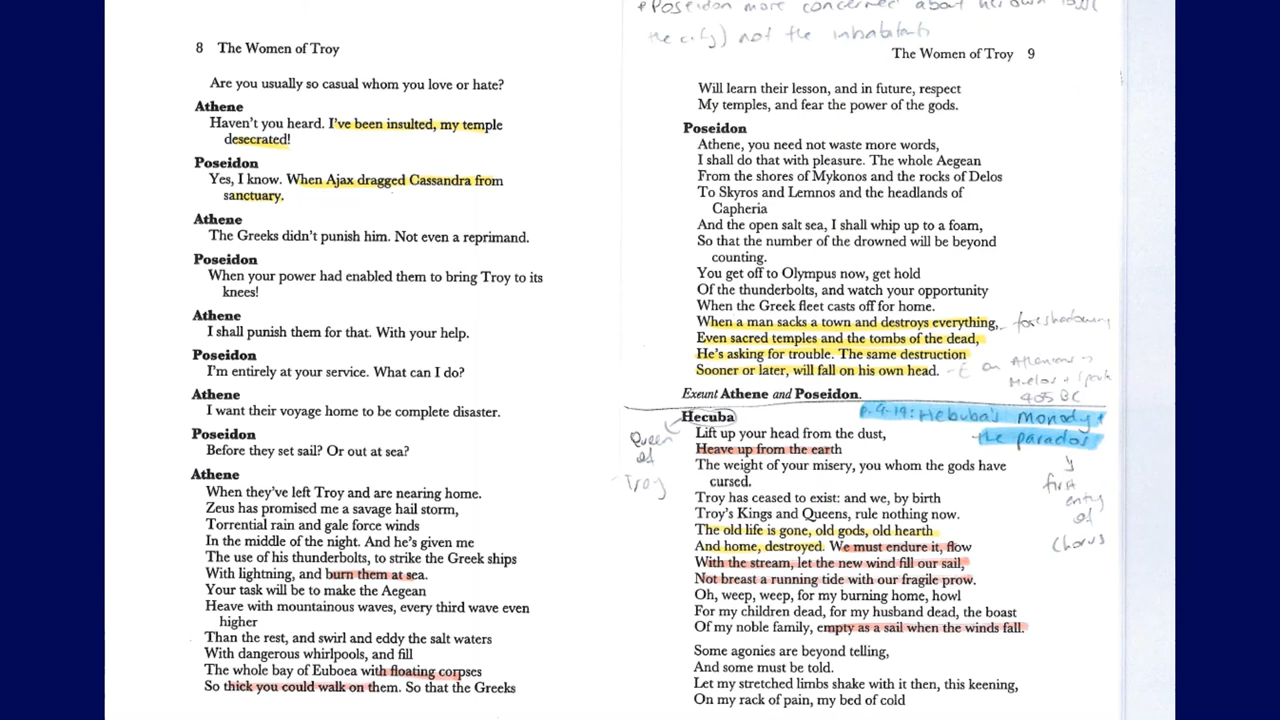 8 The Women of Troy
Are you usually so casual whom you love or hate?
Athene
Haven't you heard. I've been insulted, my temple
desecrated!
Poseidon
Yes, I know. When Ajax dragged Cassandra from
sanctuary.
Athene
The Greeks didn't punish him. Not even a reprimand.
Poseidon
When your power had enabled them to bring Troy to its
knees!
Athene
I shall punish them for that. With your help.
Poseidon
I'm entirely at your service. What can I do?
Athene
I want their voyage home to be complete disaster.
Poseidon
Before they set sail? Or out at sea?
Athene
When they've left Troy and are nearing home.
Zeus has promised me a savage hail storm,
Torrential rain and gale force winds
In the middle of the night. And he's given me
The use of his thunderbolts, to strike the Greek ships
With lightning, and burn them at sea.
Your task will be to make the Aegean
Heave with mountainous waves, every third wave even
higher
Than the rest, and swirl and eddy the salt waters
With dangerous whirlpools, and fill
The whole bay of Euboea with floating corpses
So thick you could walk on them. So that the Greeks
Poseidon more concerned about
the city) not the inhabitants
The Women of Troy 9
Will learn their lesson, and in future, respect
My temples, and fear the power of the gods.
Poseidon
Athene, you need not waste more words,
I shall do that with pleasure. The whole Aegean
From the shores of Mykonos and the rocks of Delos
To Skyros and Lemnos and the headlands of
Capheria
And the open salt sea, I shall whip up to a foam,
So that the number of the drowned will be beyond
counting.
You get off to Olympus now, get hold
Of the thunderbolts, and watch your opportunity
When the Greek fleet casts off for home.
When a man sacks a town and destroys everything,
foreshadowing
Even sacred temples and the tombs of the dead,
He's asking for trouble. The same destruction
Sooner or later, will fall on his own head.
on Athenians →
Melos +
405 BC
Exeunt Athene and Poseidon.
p.9-14: Hebuba's monody +
the parados
first
entry
of
chorus
Hecuba
Queen
of
Troy
Lift up your head from the dust,
Heave up from the earth
The weight of your misery, you whom the gods have
cursed.
Troy has ceased to exist: and we, by birth
Troy's Kings and Queens, rule nothing now.
The old life is gone, old gods, old hearth
And home, destroyed. We must endure it, flow
With the stream, let the new wind fill our sail,
Not breast a running tide with our fragile prow.
Oh, weep, weep, for my burning home, howl
For my children dead, for my husband dead, the boast
Of my noble family, empty as a sail when the winds fall.
Some agonies are beyond telling,
And some must be told.
Let my stretched limbs shake with it then, this keening,
On my rack of pain, my bed of cold